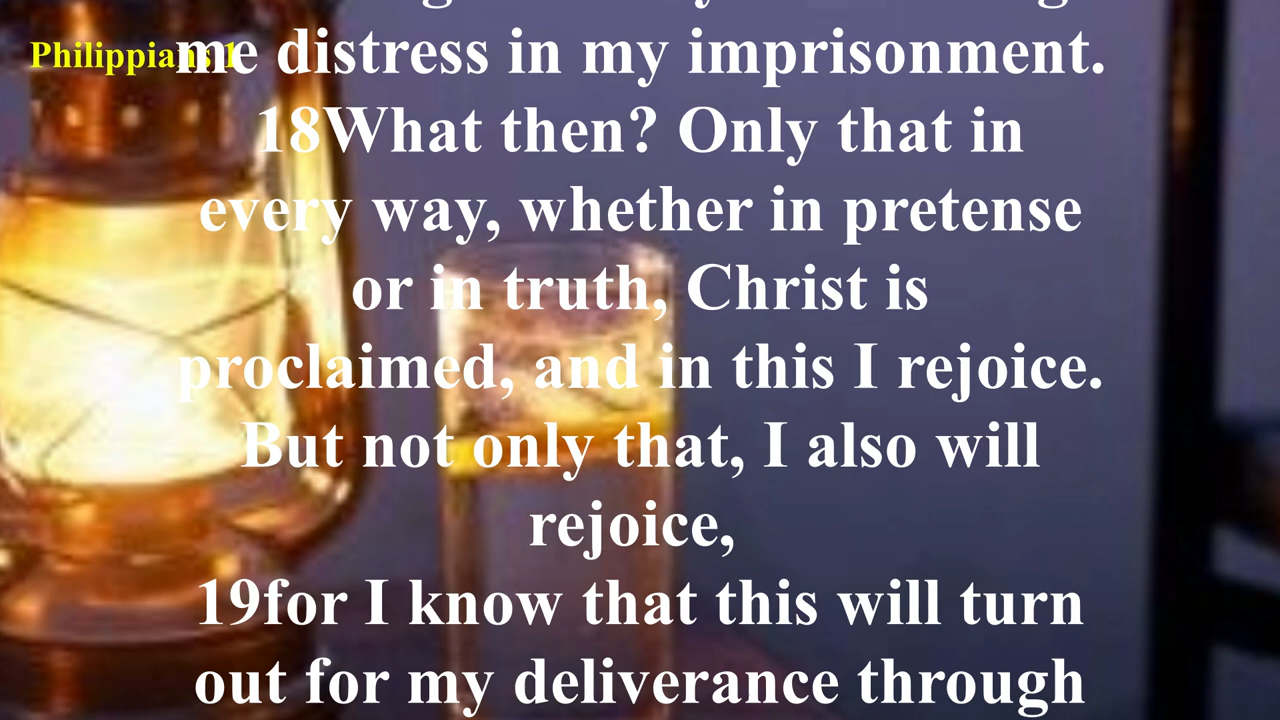 Philippians 1
me distress in my imprisonment.
18What then? Only that in
every way, whether in pretense
or in truth, Christ is
proclaimed, and in this I rejoice.
But not only that, I also will
rejoice,
19for I know that this will turn
out for my deliverance through